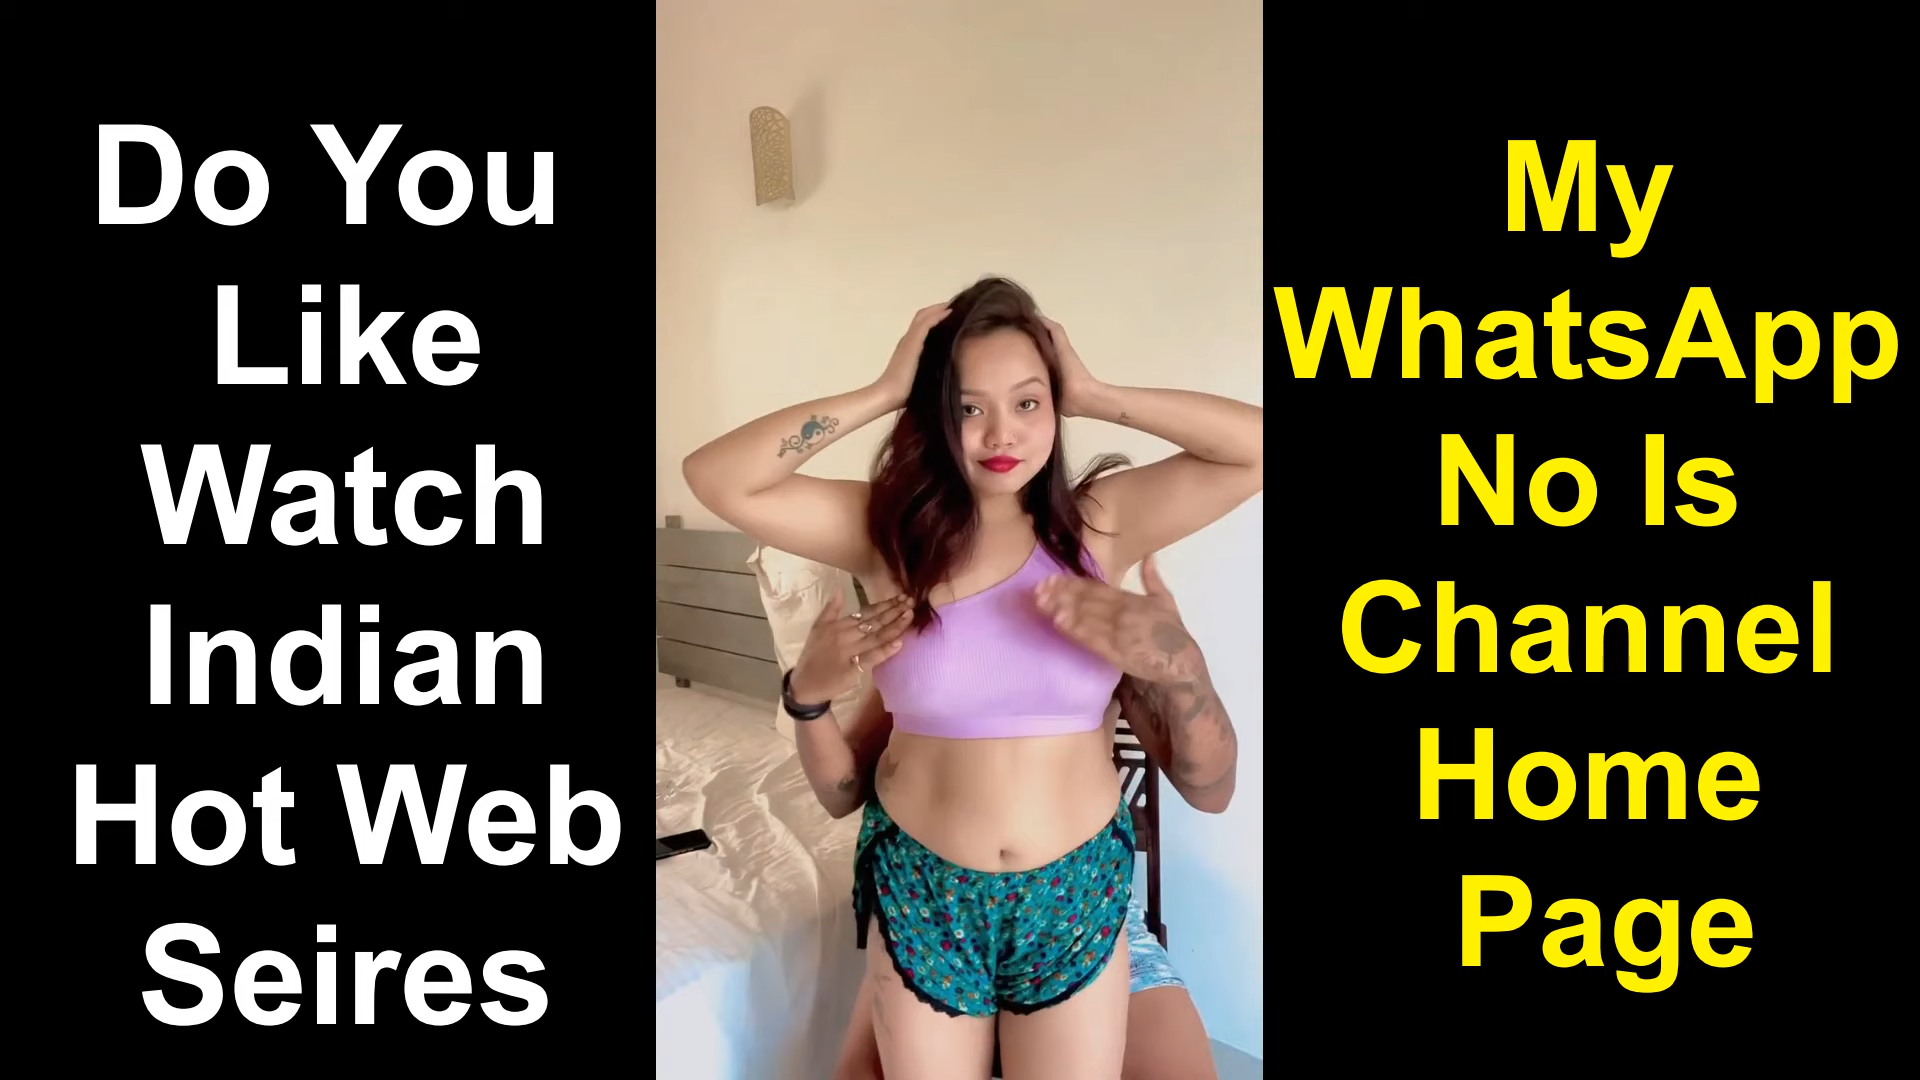 Do You
Like
Watch
Indian
Hot Web
Seires
My
WhatsApp
No Is
Channel
Home
Page